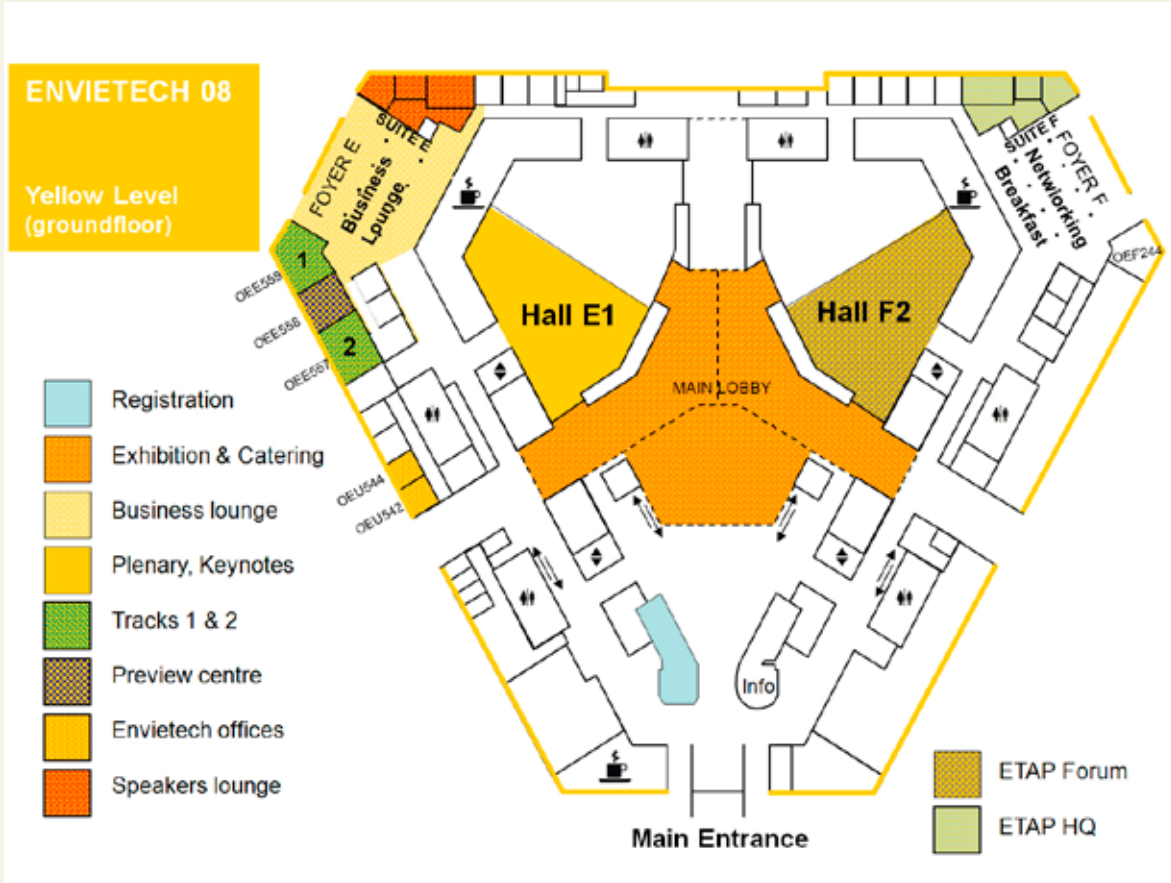 ENVIETECH 08
Yellow Level
(groundfloor)
FOYER E
SUITE E
Business
Lounge
SUITE F
FOYER F
Networking
Breakfast
OEF244
1
OEE558
OEE556
2
OEE567
Hall E1
Hall F2
MAIN LOBBY
OEU544
OEU542
Registration
Exhibition & Catering
Business lounge
Plenary, Keynotes
Tracks 1 & 2
Preview centre
Envietech offices
Speakers lounge
Info
Main Entrance
ETAP Forum
ETAP HQ